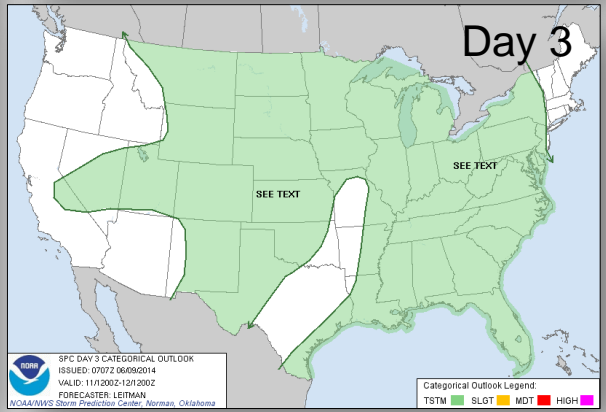 Day 3
SEE TEXT
SEE TEXT
NOAA
SPC DAY 3 CATEGORICAL OUTLOOK
ISSUED: 0707Z 06/09/2014
VALID: 11/1200Z-12/1200Z
FORECASTER: LEITMAN
NOAA/NWS Storm Prediction Center, Norman, Oklahoma
Categorical Outlook Legend:
TSTM SLGT MDT HIGH